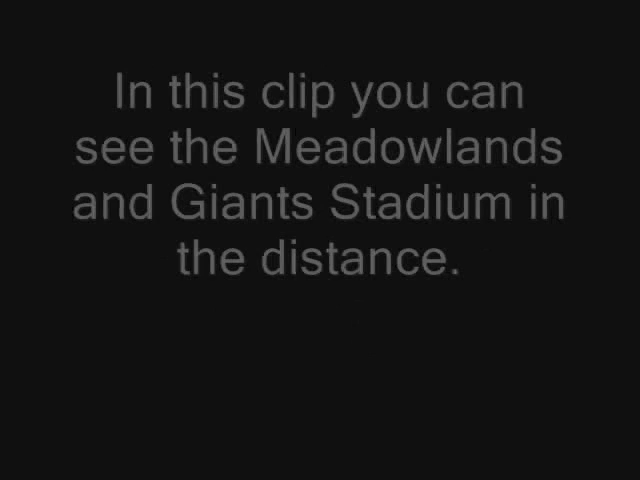 In this clip you can
see the Meadowlands
and Giants Stadium in
the distance.